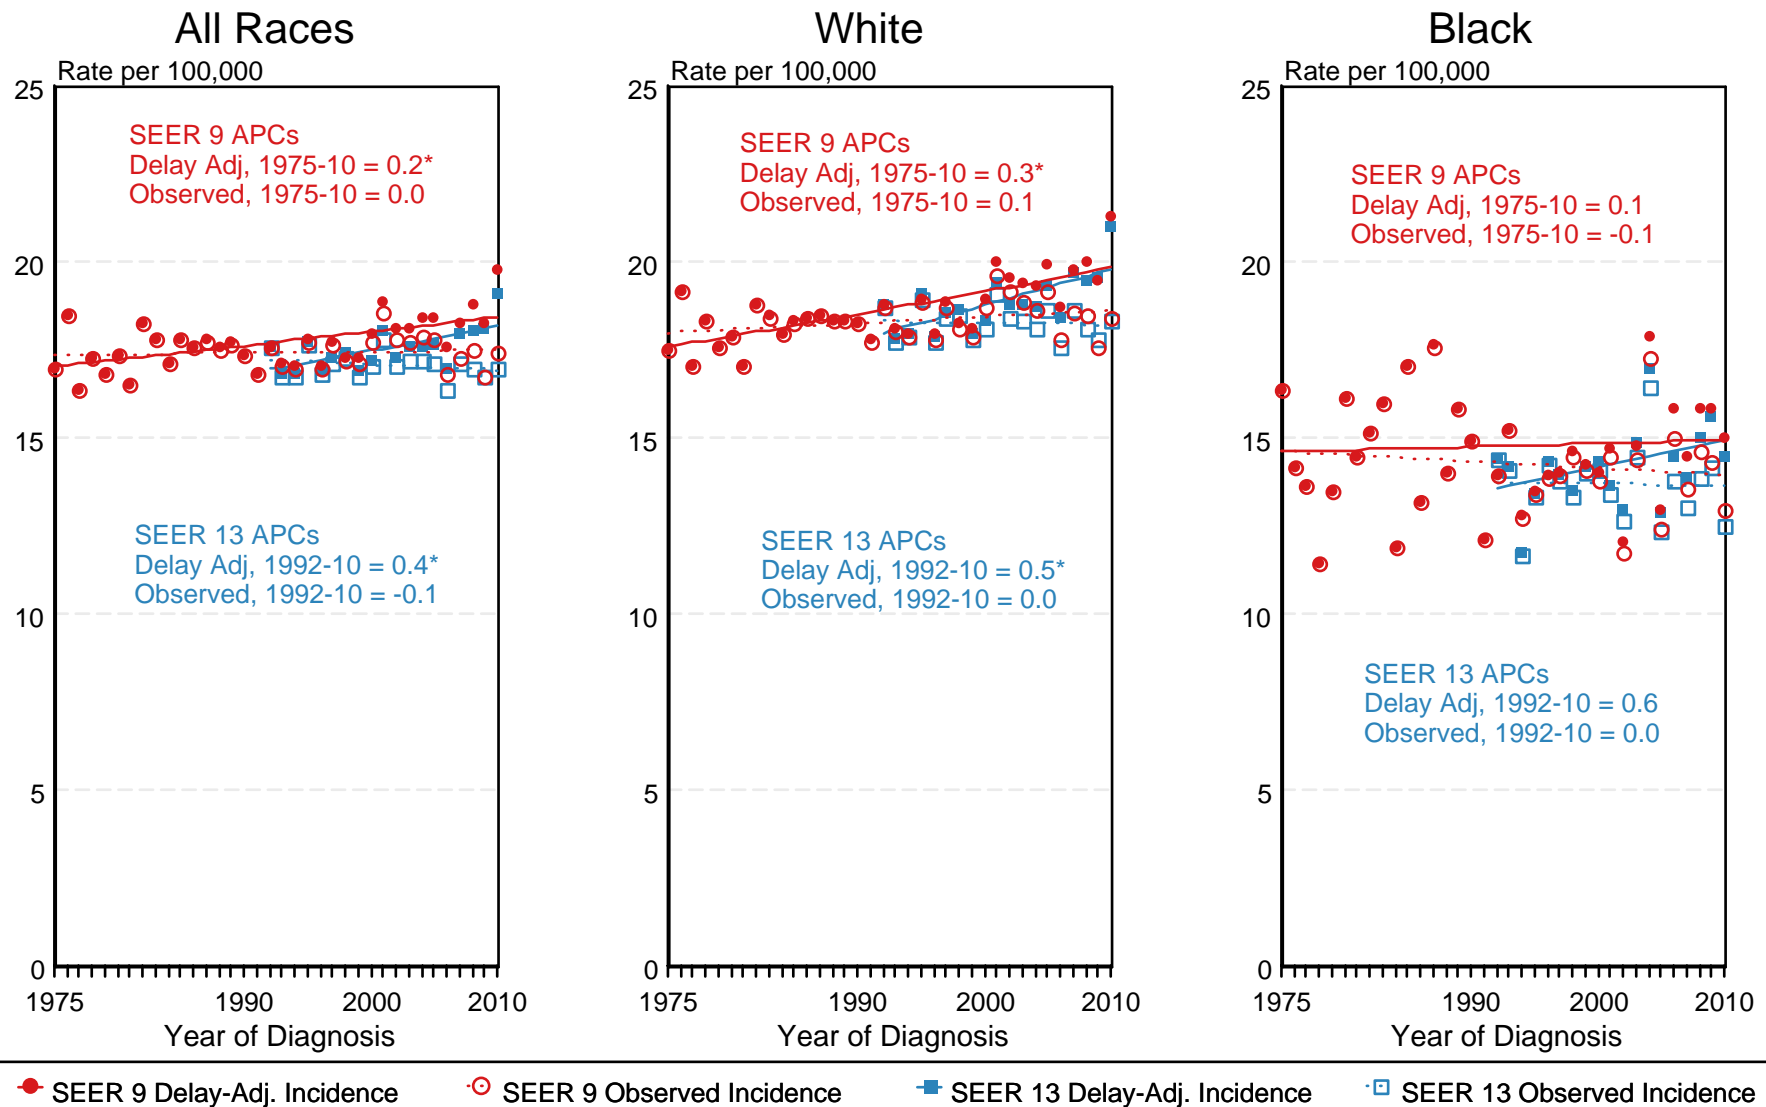 All Races
Rate per 100,000
25
20
15
10
5
0
SEER 9 APCs
Delay Adj, 1975-10 = 0.2*
Observed, 1975-10 = 0.0
SEER 13 APCs
Delay Adj, 1992-10 = 0.4*
Observed, 1992-10 = -0.1
1975 1990 2000 2010
Year of Diagnosis
White
Rate per 100,000
25
20
15
10
5
0
SEER 9 APCs
Delay Adj, 1975-10 = 0.3*
Observed, 1975-10 = 0.1
SEER 13 APCs
Delay Adj, 1992-10 = 0.5*
Observed, 1992-10 = 0.0
1975 1990 2000 2010
Year of Diagnosis
Black
Rate per 100,000
25
20
15
10
5
0
SEER 9 APCs
Delay Adj, 1975-10 = 0.1
Observed, 1975-10 = -0.1
SEER 13 APCs
Delay Adj, 1992-10 = 0.6
Observed, 1992-10 = 0.0
1975 1990 2000 2010
Year of Diagnosis
SEER 9 Delay-Adj. Incidence SEER 9 Observed Incidence SEER 13 Delay-Adj. Incidence SEER 13 Observed Incidence